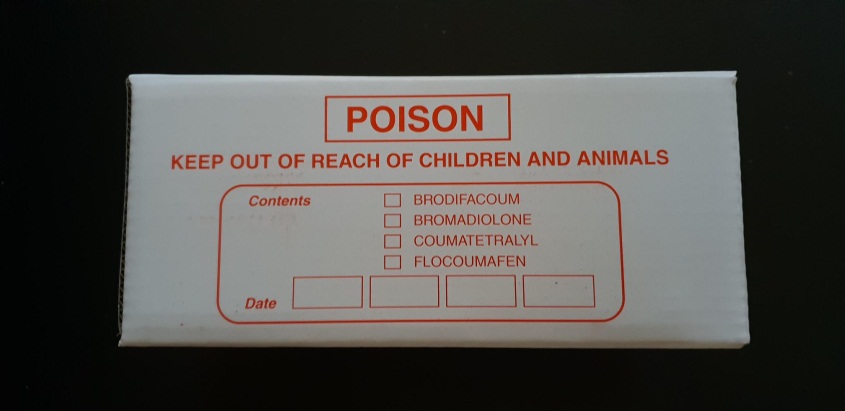 POISON
KEEP OUT OF REACH OF CHILDREN AND ANIMALS
Contents
BRODIFACOUM
BROMADIOLONE
COUMATETRALYL
FLOCOUMAFEN
Date